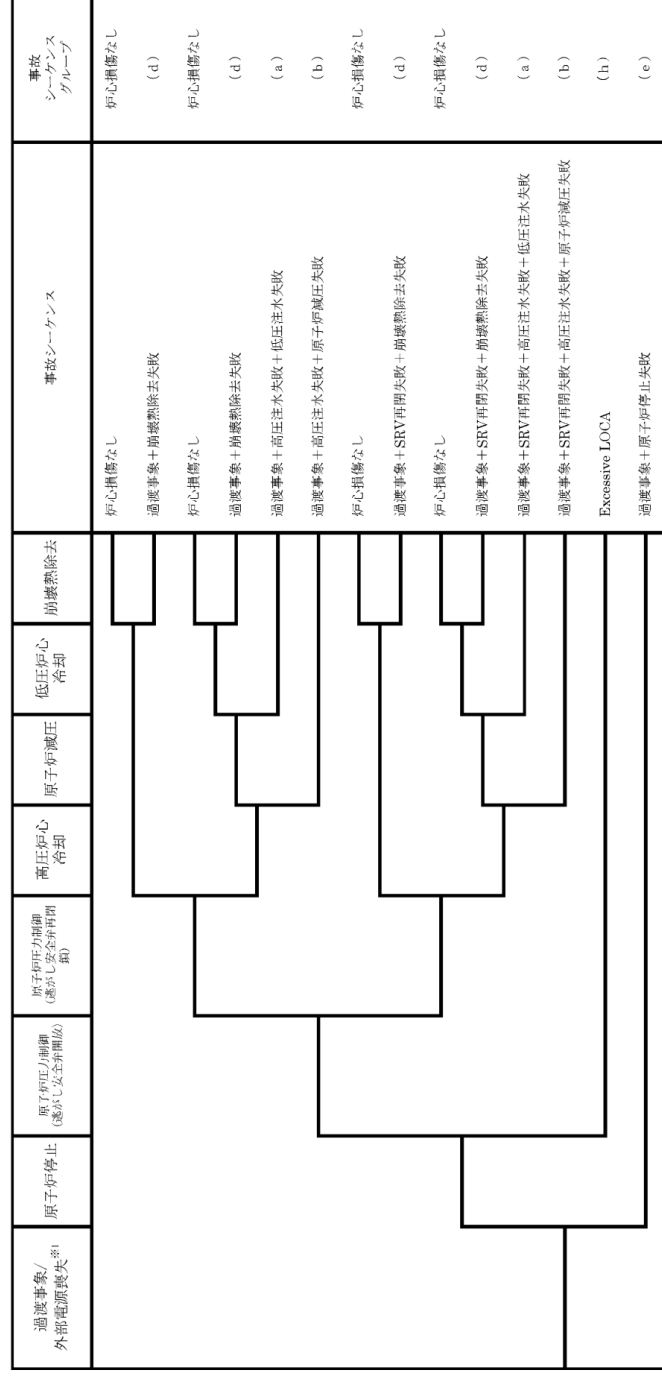 過渡事象/
外部電源喪失※1
原子炉停止
原子炉圧力制御
(逃がし安全弁開放)
原子炉圧力制御
(逃がし安全弁再閉
鎖)
高圧炉心
冷却
原子炉減圧
低圧炉心
冷却
崩壊熱除去
事故シーケンス
事故
シーケンス
グループ
炉心損傷なし
炉心損傷なし
過渡事象＋崩壊熱除去失敗
(d)
炉心損傷なし
炉心損傷なし
過渡事象＋崩壊熱除去失敗
(d)
過渡事象＋高圧注水失敗＋低圧注水失敗
(a)
過渡事象＋高圧注水失敗＋原子炉減圧失敗
(b)
炉心損傷なし
炉心損傷なし
過渡事象＋SRV再閉失敗＋崩壊熱除去失敗
(d)
炉心損傷なし
炉心損傷なし
過渡事象＋SRV再閉失敗＋崩壊熱除去失敗
(d)
過渡事象＋SRV再閉失敗＋高圧注水失敗＋低圧注水失敗
(a)
過渡事象＋SRV再閉失敗＋高圧注水失敗＋原子炉減圧失敗
(b)
Excessive LOCA
(h)
過渡事象＋原子炉停止失敗
(e)